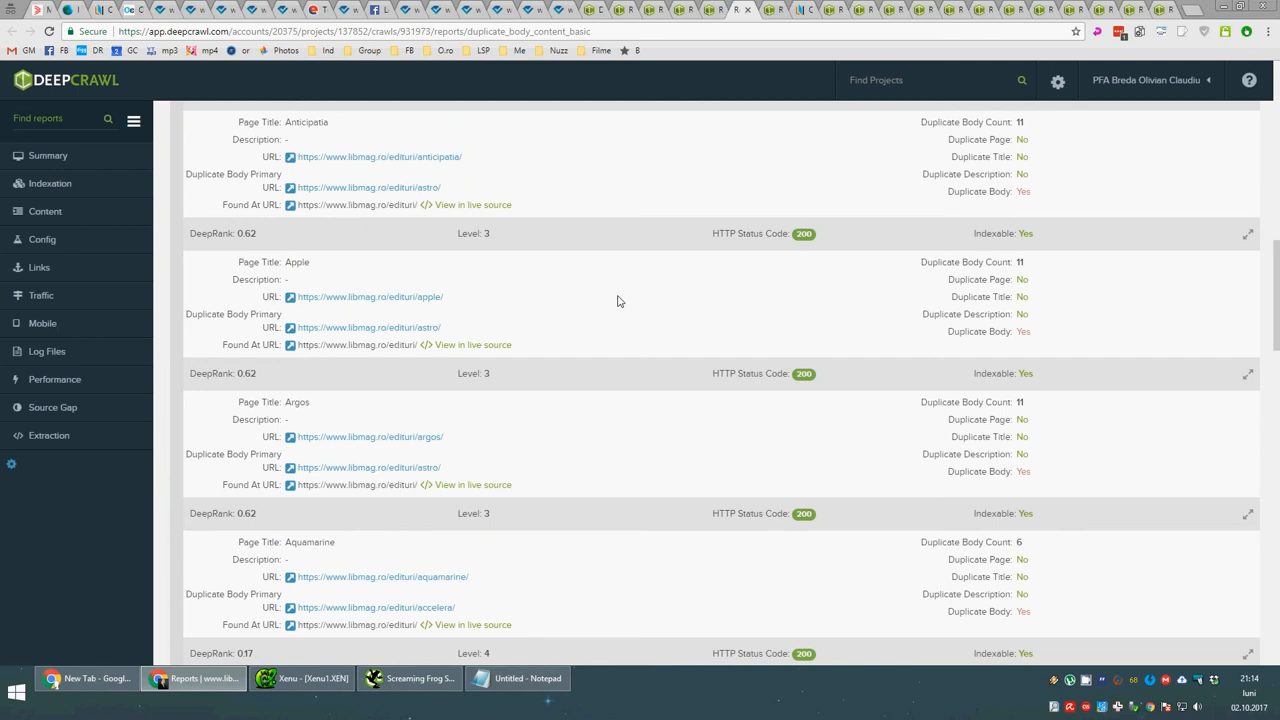 Secure https://app.deepcrawl.com/accounts/20375/projects/137852/crawls/931973/reports/duplicate_body_content_basic
GM FB DR GC mp3 mp4 or Photos Ind Group FB O.ro LSP Me Nuzz Filme B
DEEPCRAWL Find Projects PFA Breda Olivian Claudiu
Find reports
Summary
Indexation
Content
Config
Links
Traffic
Mobile
Log Files
Performance
Source Gap
Extraction
Page Title: Anticipatia Duplicate Body Count: 11
Description: - Duplicate Page: No
URL: https://www.libmag.ro/edituri/anticipatia/ Duplicate Title: No
Duplicate Body Primary Duplicate Description: No
URL: https://www.libmag.ro/edituri/astro/ Duplicate Body: Yes
Found At URL: https://www.libmag.ro/edituri/ </> View in live source
DeepRank: 0.62 Level: 3 HTTP Status Code: 200 Indexable: Yes
Page Title: Apple Duplicate Body Count: 11
Description: - Duplicate Page: No
URL: https://www.libmag.ro/edituri/apple/ Duplicate Title: No
Duplicate Body Primary Duplicate Description: No
URL: https://www.libmag.ro/edituri/astro/ Duplicate Body: Yes
Found At URL: https://www.libmag.ro/edituri/ </> View in live source
DeepRank: 0.62 Level: 3 HTTP Status Code: 200 Indexable: Yes
Page Title: Argos Duplicate Body Count: 11
Description: - Duplicate Page: No
URL: https://www.libmag.ro/edituri/argos/ Duplicate Title: No
Duplicate Body Primary Duplicate Description: No
URL: https://www.libmag.ro/edituri/astro/ Duplicate Body: Yes
Found At URL: https://www.libmag.ro/edituri/ </> View in live source
DeepRank: 0.62 Level: 3 HTTP Status Code: 200 Indexable: Yes
Page Title: Aquamarine Duplicate Body Count: 6
Description: - Duplicate Page: No
URL: https://www.libmag.ro/edituri/aquamarine/ Duplicate Title: No
Duplicate Body Primary Duplicate Description: No
URL: https://www.libmag.ro/edituri/accelera/ Duplicate Body: Yes
Found At URL: https://www.libmag.ro/edituri/ </> View in live source
DeepRank: 0.17 Level: 4 HTTP Status Code: 200 Indexable: Yes
New Tab - Googl... Reports | www.lib... Xenu - [Xenu1.XEN] Screaming Frog S... Untitled - Notepad
68
21:14
luni
02.10.2017